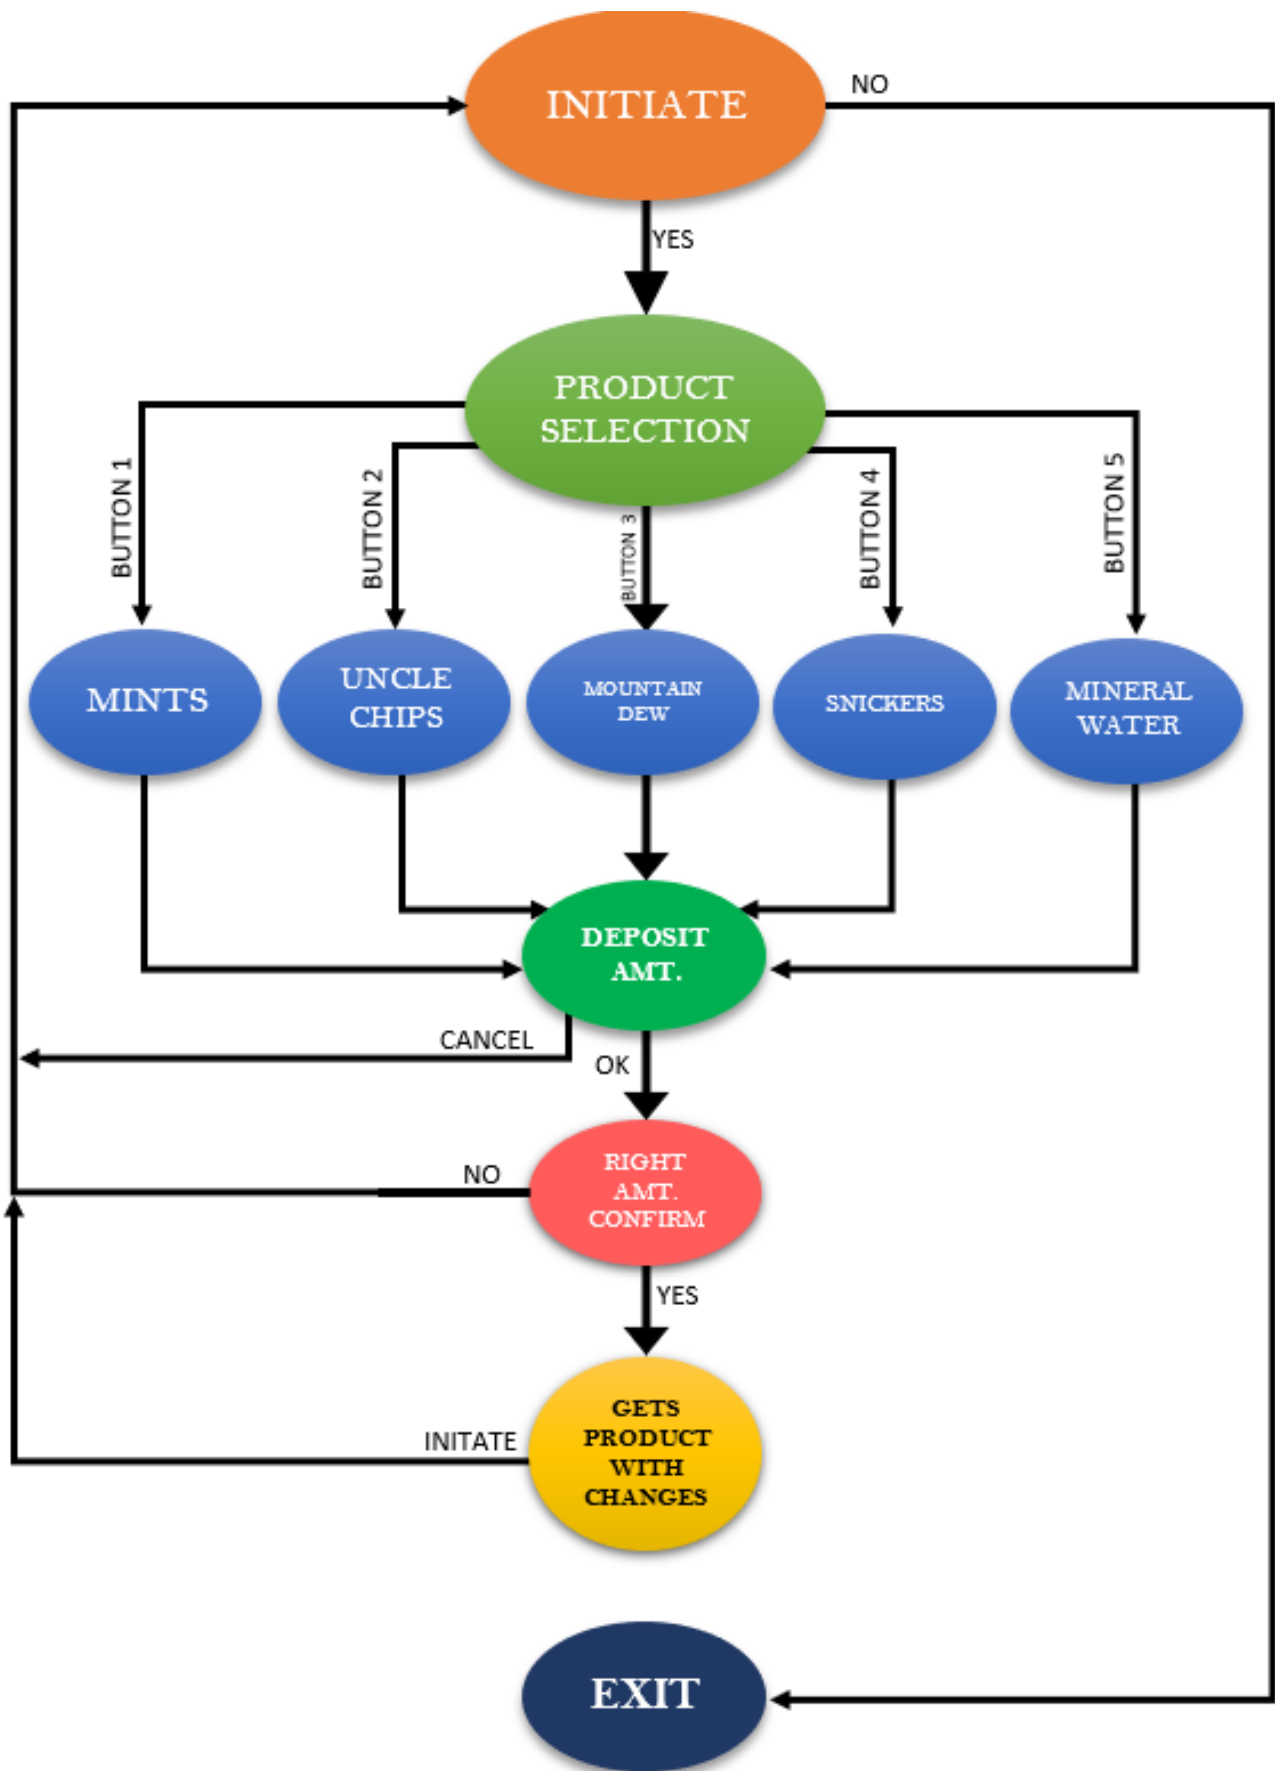 INITIATE
NO
YES
PRODUCT
SELECTION
BUTTON 1
BUTTON 2
BUTTON 3
BUTTON 4
BUTTON 5
MINTS
UNCLE
CHIPS
MOUNTAIN
DEW
SNICKERS
MINERAL
WATER
DEPOSIT
AMT.
CANCEL
OK
RIGHT
AMT.
CONFIRM
NO
YES
GETS
PRODUCT
WITH
CHANGES
INITATE
EXIT